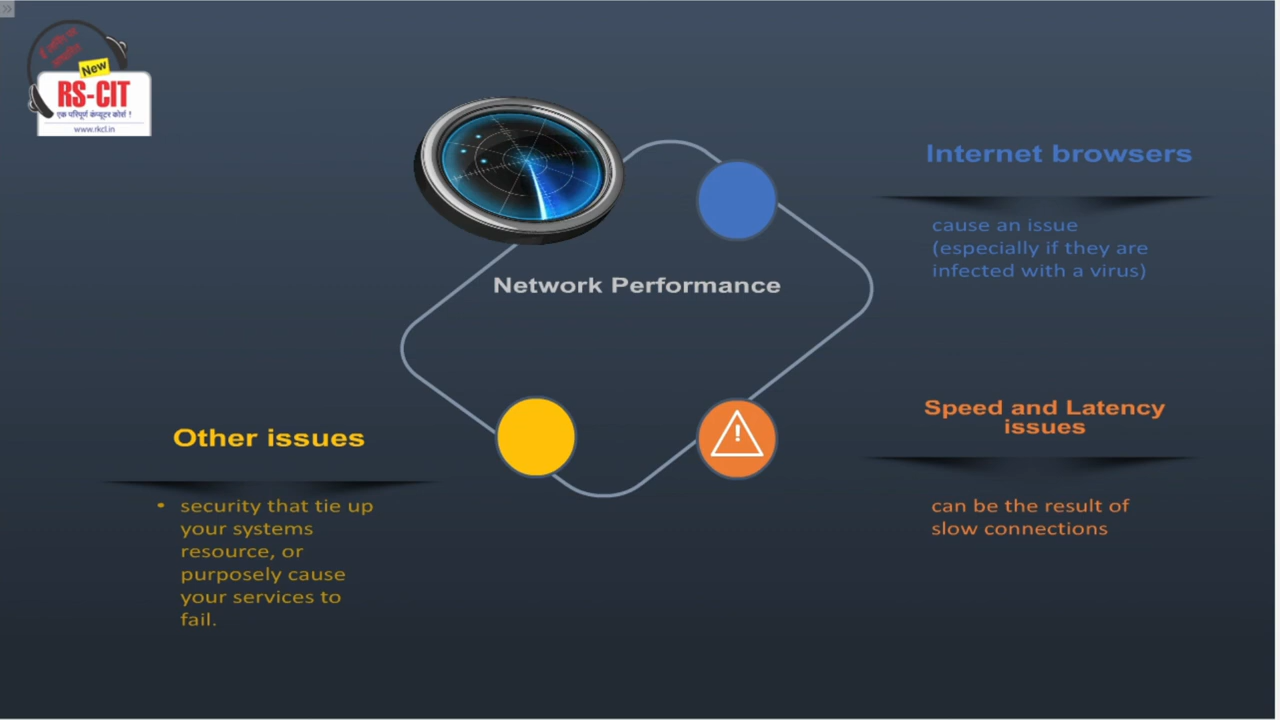 New
RS-CIT
एक परिपूर्ण कंप्यूटर कोर्स !
www.rkcl.in
Internet browsers
cause an issue
(especially if they are
infected with a virus)
Network Performance
Speed and Latency
issues
can be the result of
slow connections
Other issues
• security that tie up
your systems
resource, or
purposely cause
your services to
fail.